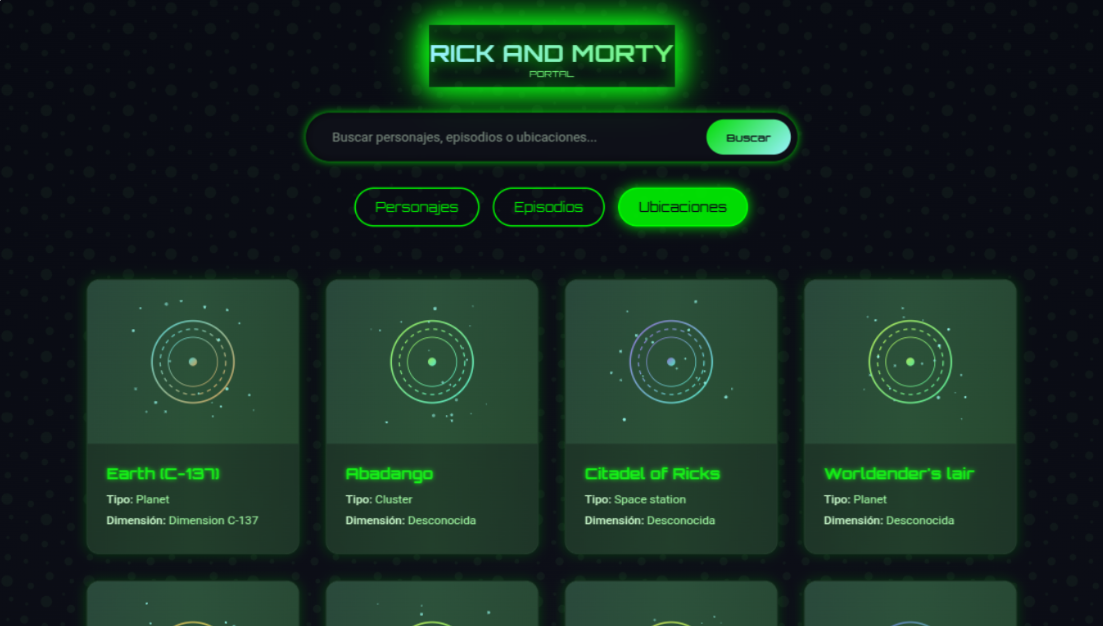 RICK AND MORTY
PORTAL
Buscar personajes, episodios o ubicaciones...
Buscar
Personajes
Episodios
Ubicaciones
Earth (C-137)
Tipo: Planet
Dimensión: Dimension C-137
Abadango
Tipo: Cluster
Dimensión: Desconocida
Citadel of Ricks
Tipo: Space station
Dimensión: Desconocida
Worldender's lair
Tipo: Planet
Dimensión: Desconocida